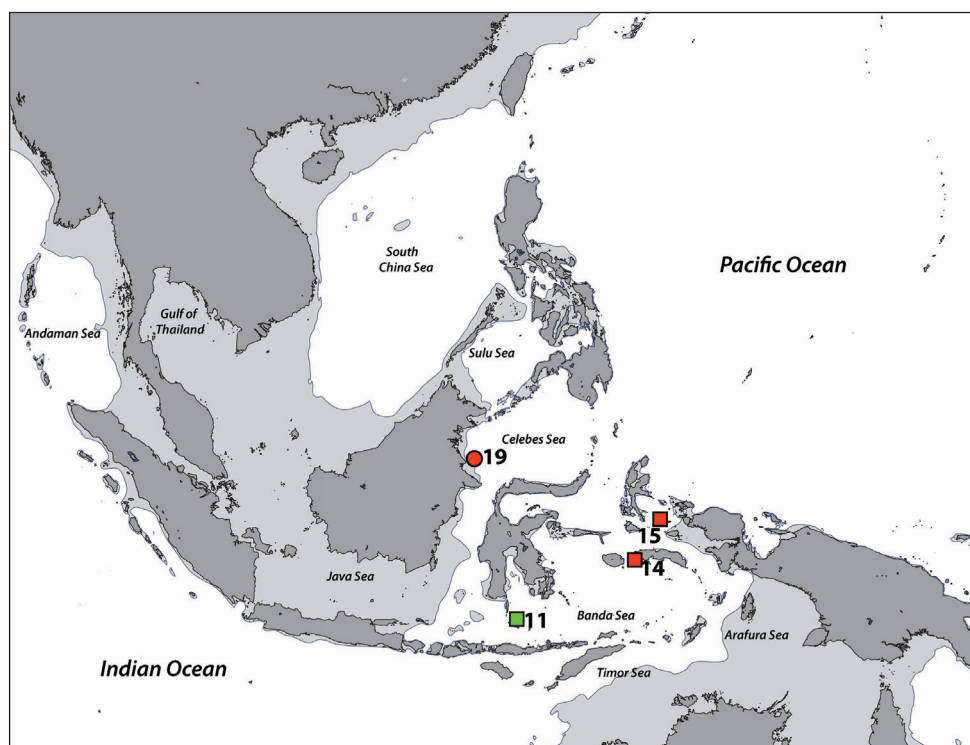 South
China Sea
Pacific Ocean
Gulf of
Thailand
Andaman Sea
Sulu Sea
Celebes Sea
19
15
14
Java Sea
11
Banda Sea
Arafura Sea
Indian Ocean
Timor Sea